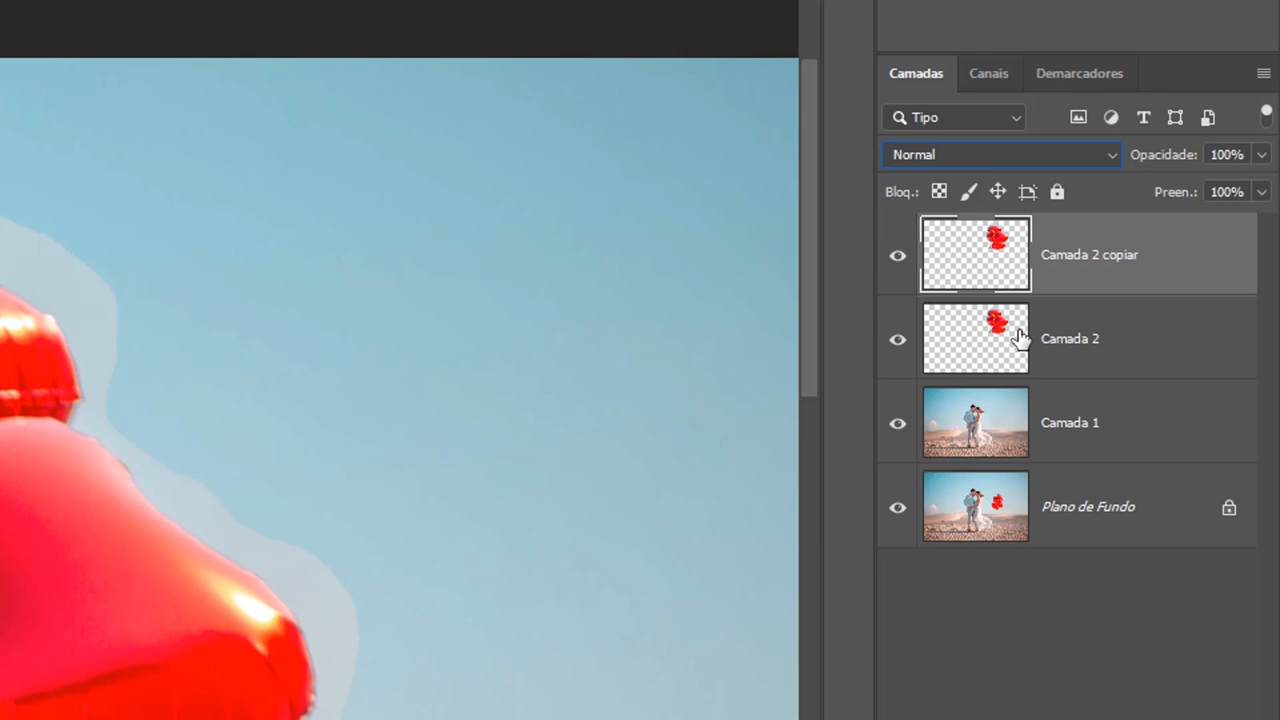 Camadas Canais Demarcadores
Tipo
Normal Opacidade: 100%
Bloq.: Preen.: 100%
Camada 2 copiar
Camada 2
Camada 1
Plano de Fundo